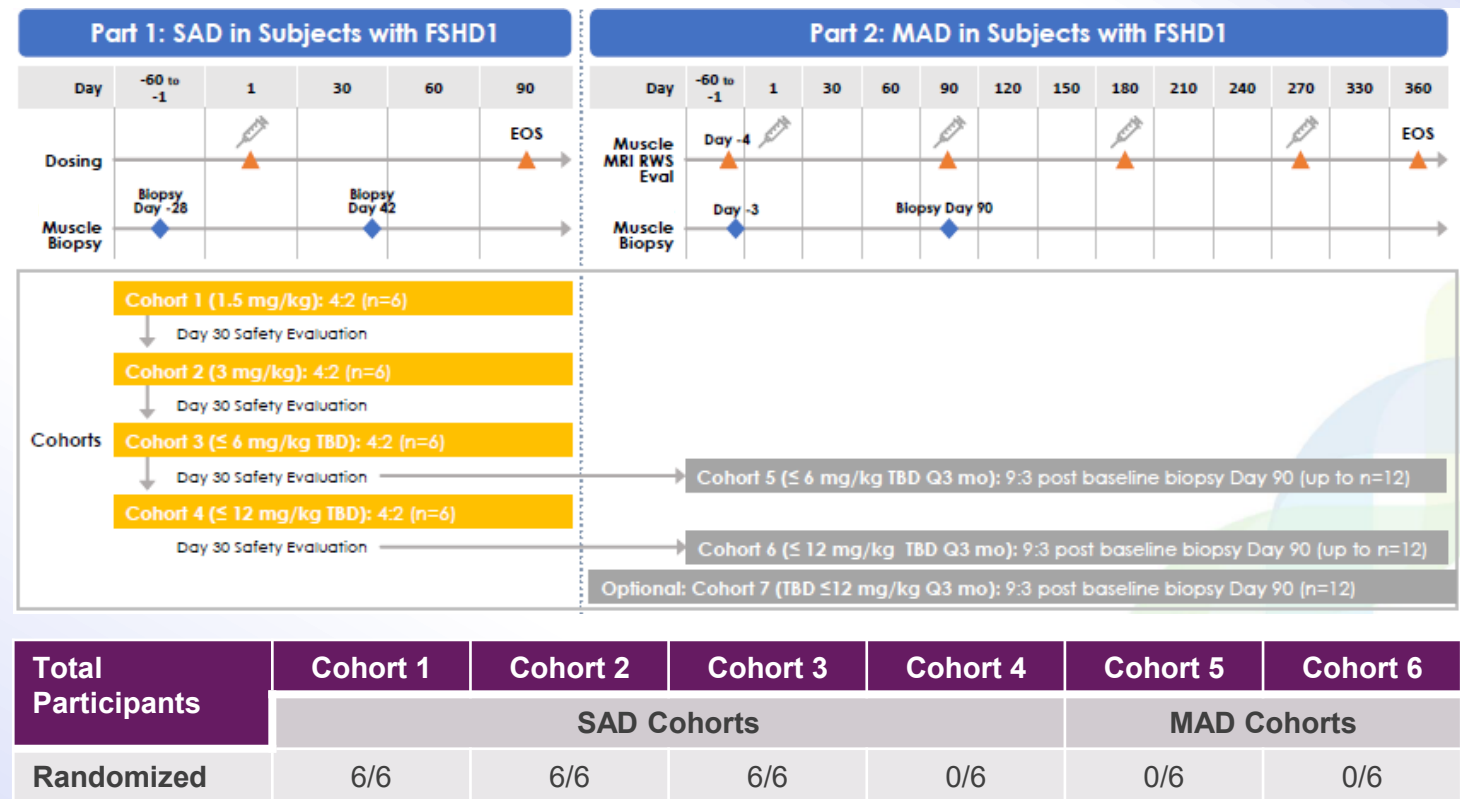 Part 1: SAD in Subjects with FSHD1
Day -60 to -1 1 30 60 90
Dosing
EOS
Biopsy Day -28
Biopsy Day 42
Muscle Biopsy
Part 2: MAD in Subjects with FSHD1
Day -60 to -1 1 30 60 90 120 150 180 210 240 270 330 360
Muscle MRI RWS Eval
Day -4
EOS
Day -3
Biopsy Day 90
Muscle Biopsy
Cohorts
Cohort 1 (1.5 mg/kg): 4:2 (n=6)
Day 30 Safety Evaluation
Cohort 2 (3 mg/kg): 4:2 (n=6)
Day 30 Safety Evaluation
Cohort 3 (≤ 6 mg/kg TBD): 4:2 (n=6)
Day 30 Safety Evaluation
Cohort 5 (≤ 6 mg/kg TBD Q3 mo): 9:3 post baseline biopsy Day 90 (up to n=12)
Cohort 4 (≤ 12 mg/kg TBD): 4:2 (n=6)
Day 30 Safety Evaluation
Cohort 6 (≤ 12 mg/kg TBD Q3 mo): 9:3 post baseline biopsy Day 90 (up to n=12)
Optional: Cohort 7 (TBD ≤12 mg/kg Q3 mo): 9:3 post baseline biopsy Day 90 (n=12)
Total Participants Cohort 1 Cohort 2 Cohort 3 Cohort 4 Cohort 5 Cohort 6
SAD Cohorts MAD Cohorts
Randomized 6/6 6/6 6/6 0/6 0/6 0/6